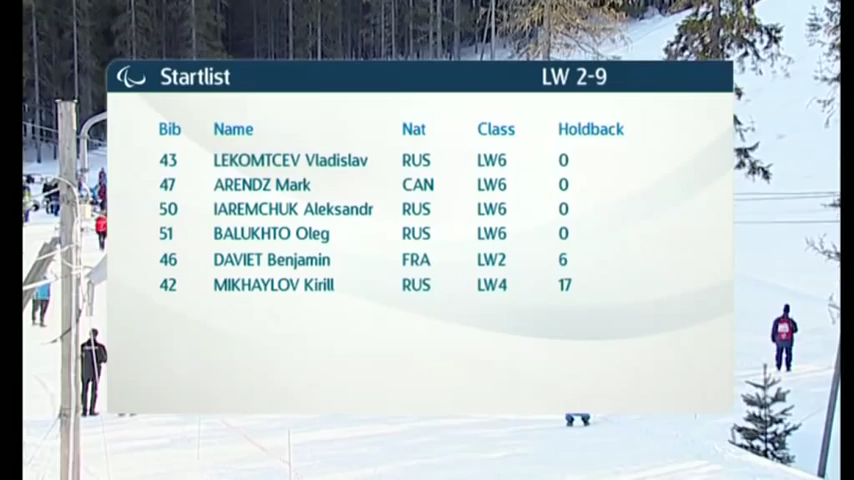 Startlist LW 2-9
Bib Name Nat Class Holdback
43 LEKOMTCEV Vladislav RUS LW6 0
47 ARENDZ Mark CAN LW6 0
50 IAREMCHUK Aleksandr RUS LW6 0
51 BALUKHTO Oleg RUS LW6 0
46 DAVIET Benjamin FRA LW2 6
42 MIKHAYLOV Kirill RUS LW4 17